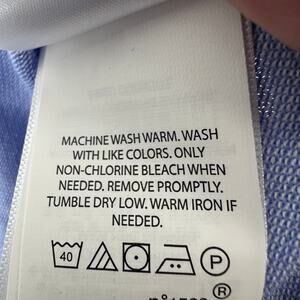 MACHINE WASH WARM. WASH
WITH LIKE COLORS. ONLY
NON-CHLORINE BLEACH WHEN
NEEDED. REMOVE PROMPTLY.
TUMBLE DRY LOW. WARM IRON IF
NEEDED.
40 P ®